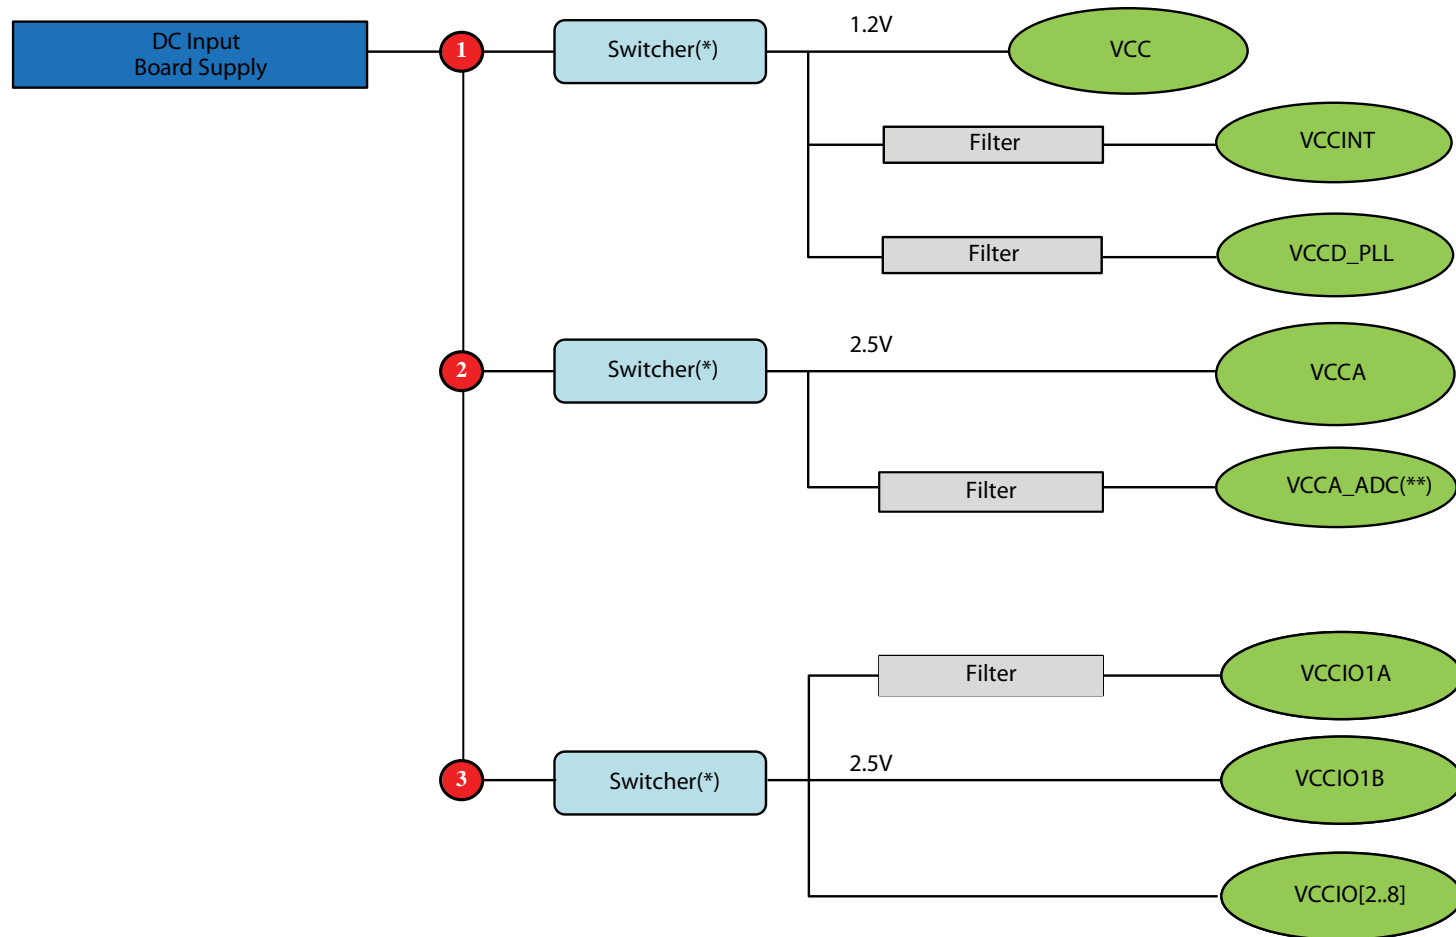 DC Input
Board Supply
1
Switcher(*)
1.2V
VCC
Filter
VCCINT
Filter
VCCD_PLL
2
Switcher(*)
2.5V
VCCA
Filter
VCCA_ADC(**)
Filter
VCCIO1A
3
Switcher(*)
2.5V
VCCIO1B
VCCIO[2..8]